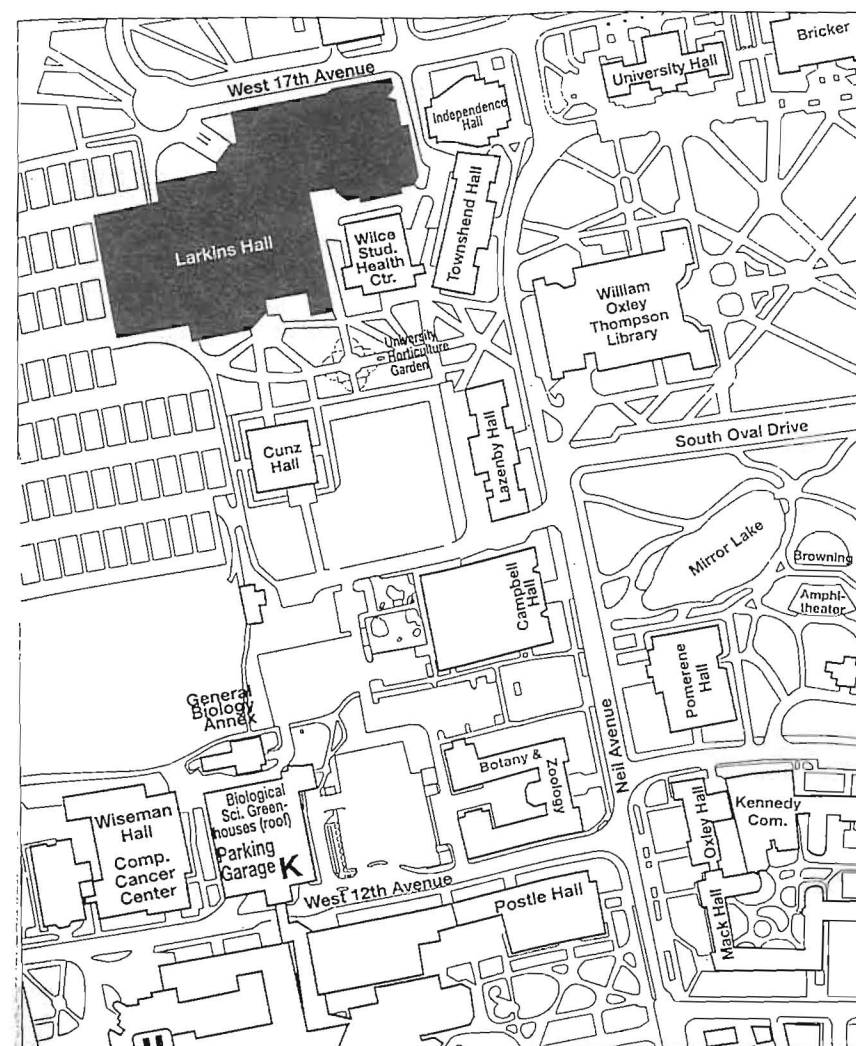 Bricker
University Hall
West 17th Avenue
Independence
Hall
Townshend Hall
Larkins Hall
Wilce
Stud.
Health
Ctr.
William
Oxley
Thompson
Library
University
Horticulture
Garden
South Oval Drive
Cunz
Hall
Lazenby Hall
Mirror Lake
Browning
Amphi-
theater
Campbell
Hall
Pomerene
Hall
General
Biology
Annex
Neil Avenue
Botany &
Zoology
Wiseman
Hall
Comp.
Cancer
Center
Biological
Sci. Green-
houses (roof)
Parking
Garage K
Oxley Hall
Kennedy
Com.
West 12th Avenue
Postle Hall
Mack Hall